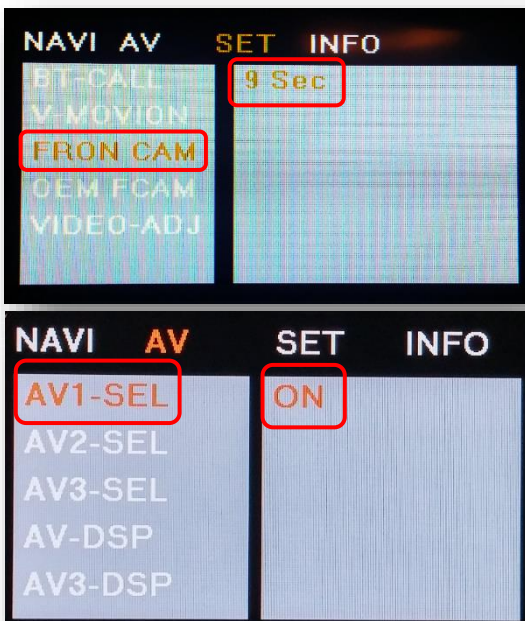 NAVI AV SET INFO
BT-CALL 9 Sec
V-MOVION
FRON CAM
OEM FCAM
VIDEO-ADJ
NAVI AV SET INFO
AV1-SEL ON
AV2-SEL
AV3-SEL
AV-DSP
AV3-DSP